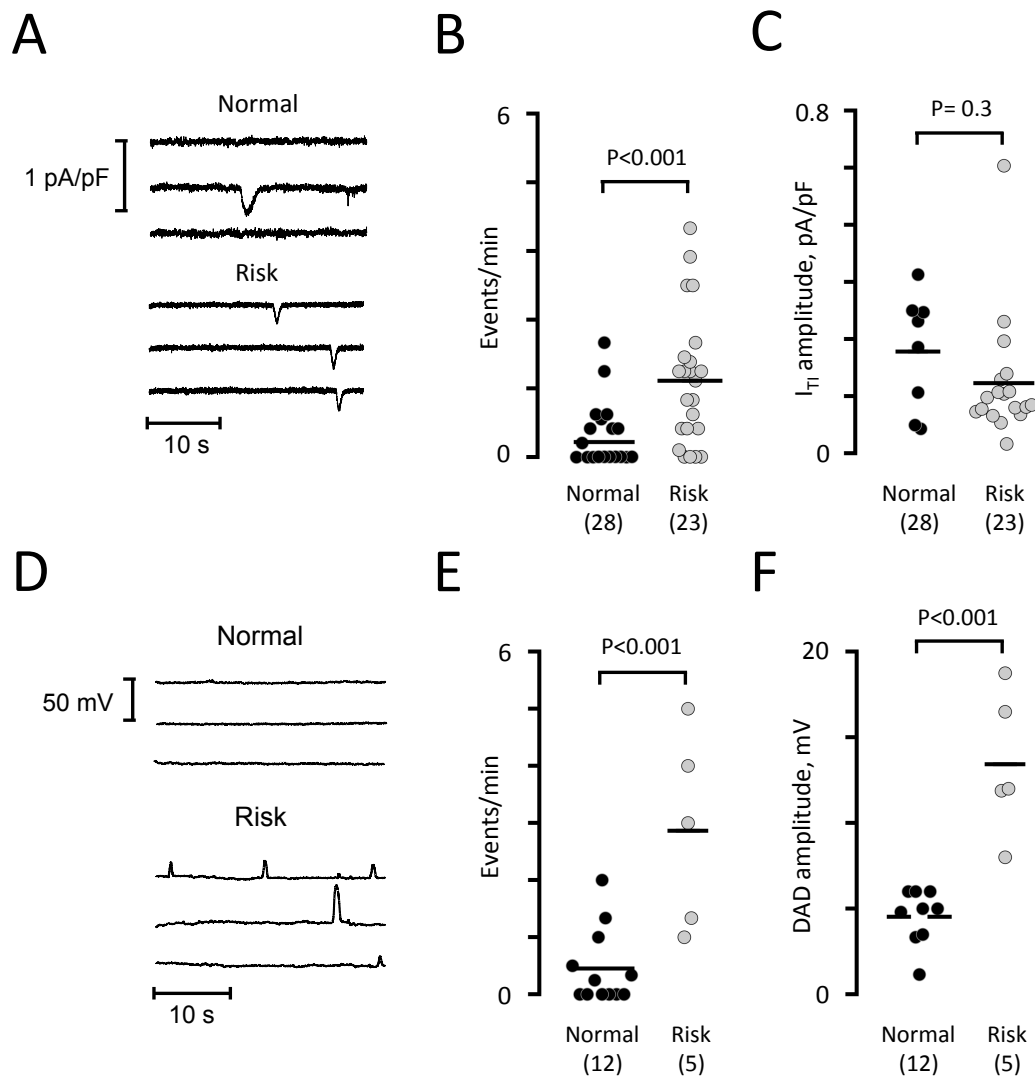 A
Normal
1 pA/pF
Risk
10 s
B
6
P<0.001
Events/min
0
Normal
(28)
Risk
(23)
C
0.8
P= 0.3
I_TI amplitude, pA/pF
0
Normal
(28)
Risk
(23)
D
Normal
50 mV
Risk
10 s
E
6
P<0.001
Events/min
0
Normal
(12)
Risk
(5)
F
P<0.001
20
DAD amplitude, mV
0
Normal
(12)
Risk
(5)